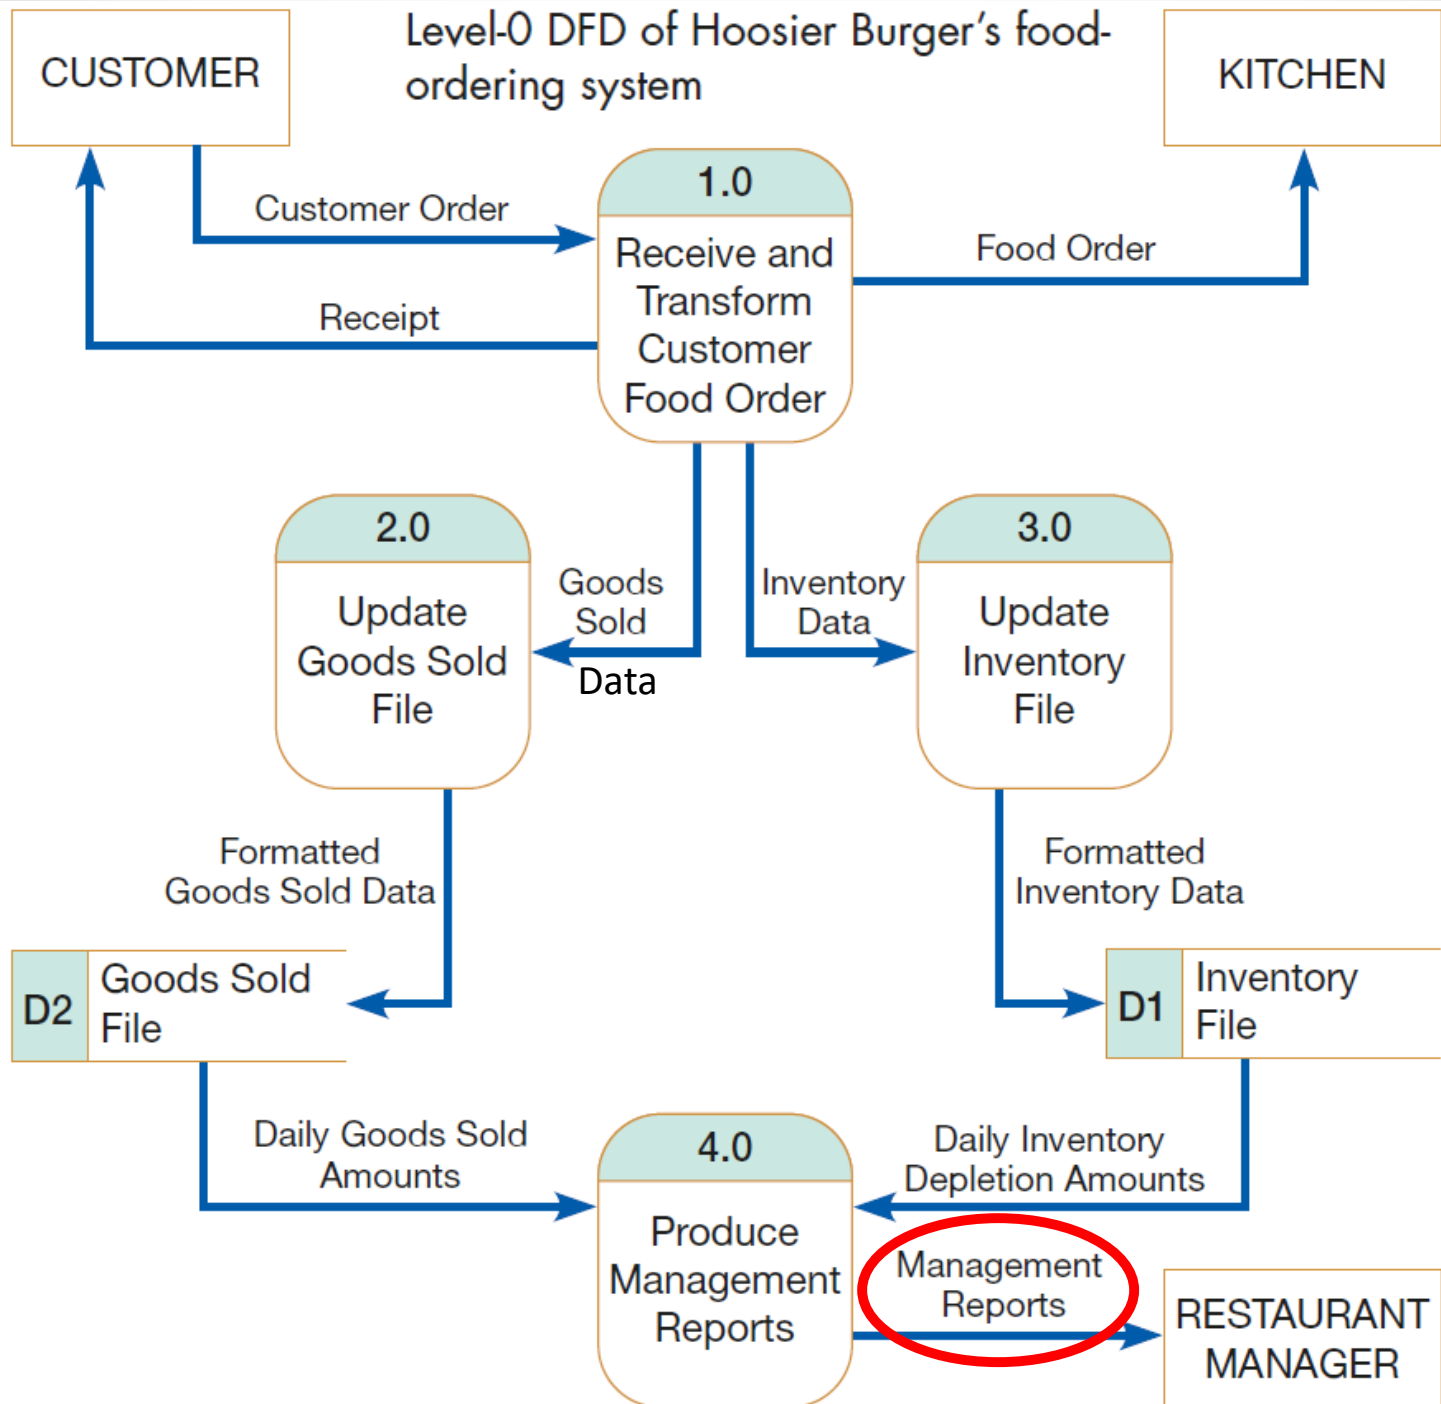 Level-0 DFD of Hoosier Burger's food-
ordering system
CUSTOMER
KITCHEN
1.0
Receive and
Transform
Customer
Food Order
Customer Order
Receipt
Food Order
2.0
Update
Goods Sold
File
Goods
Sold
Data
Inventory
Data
3.0
Update
Inventory
File
Formatted
Goods Sold Data
Formatted
Inventory Data
D2
Goods Sold
File
D1
Inventory
File
Daily Goods Sold
Amounts
4.0
Produce
Management
Reports
Daily Inventory
Depletion Amounts
Management
Reports
RESTAURANT
MANAGER